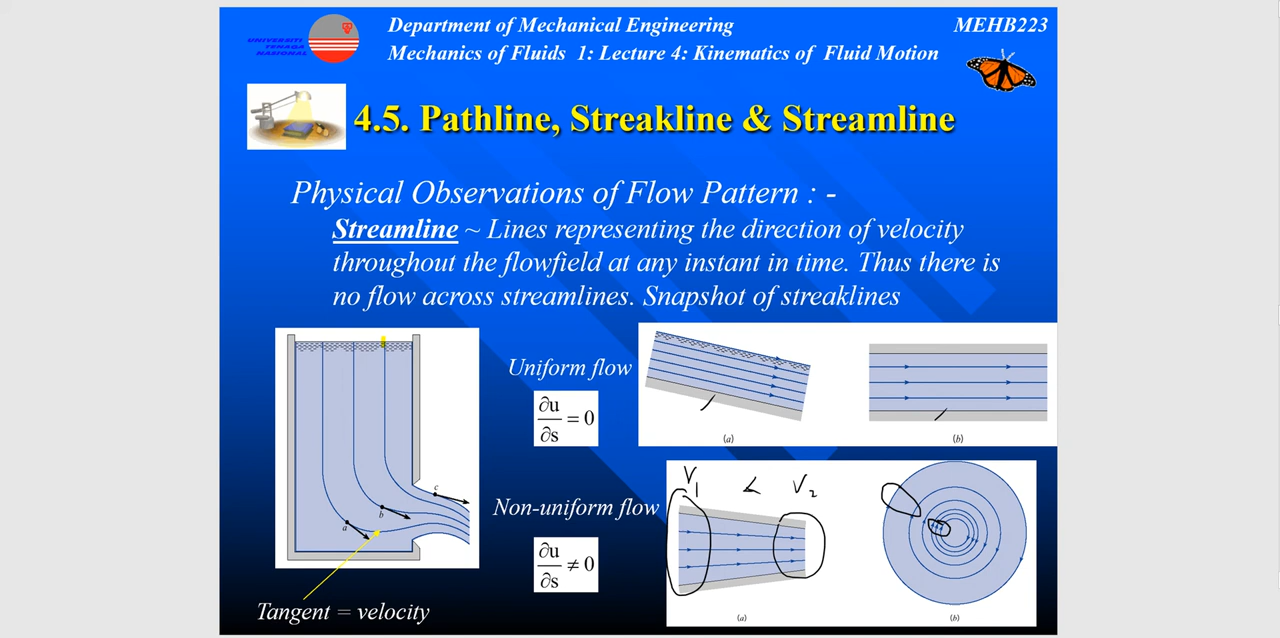 UNIVERSITI
TENAGA
NASIONAL
Department of Mechanical Engineering
MEHB223
Mechanics of Fluids 1: Lecture 4: Kinematics of Fluid Motion
4.5. Pathline, Streakline & Streamline
Physical Observations of Flow Pattern : -
Streamline ~ Lines representing the direction of velocity
throughout the flowfield at any instant in time. Thus there is
no flow across streamlines. Snapshot of streaklines
Uniform flow
∂u/∂s = 0
(a)
(b)
V1 < V2
Non-uniform flow
∂u/∂s ≠ 0
(a)
(b)
a
b
c
Tangent = velocity